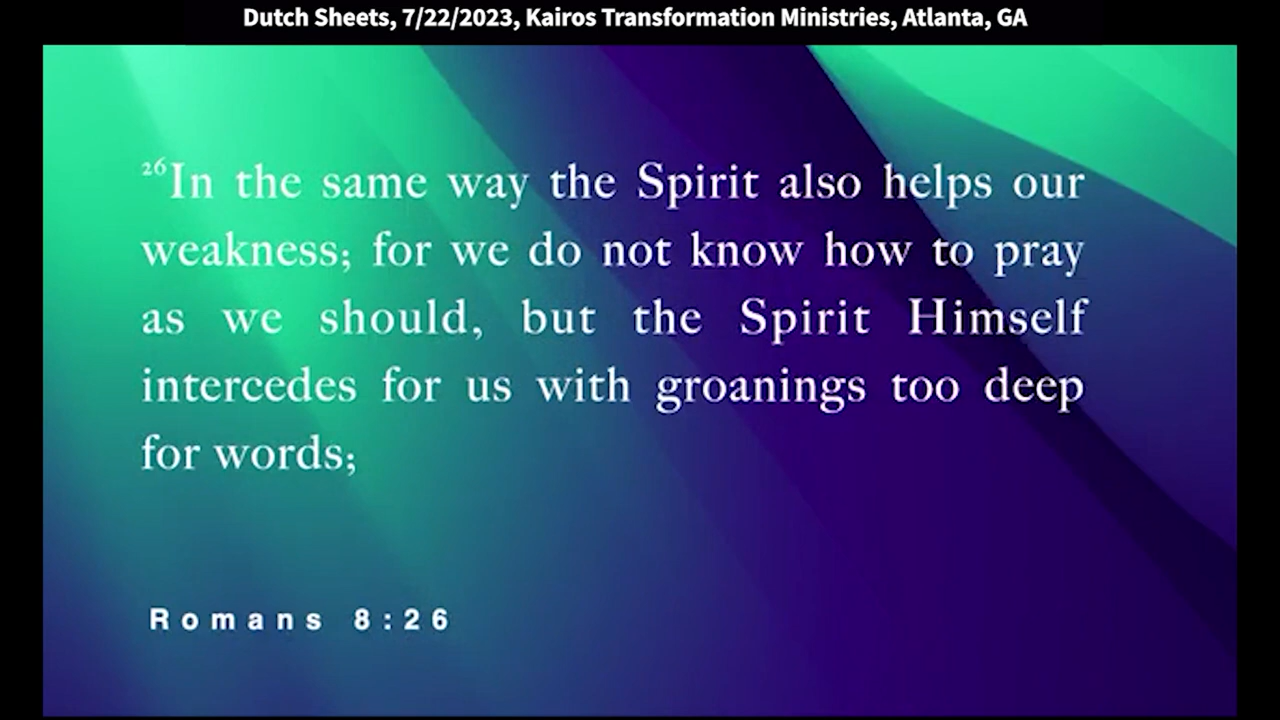 Dutch Sheets, 7/22/2023, Kairos Transformation Ministries, Atlanta, GA
26In the same way the Spirit also helps our
weakness; for we do not know how to pray
as we should, but the Spirit Himself
intercedes for us with groanings too deep
for words;
Romans 8:26